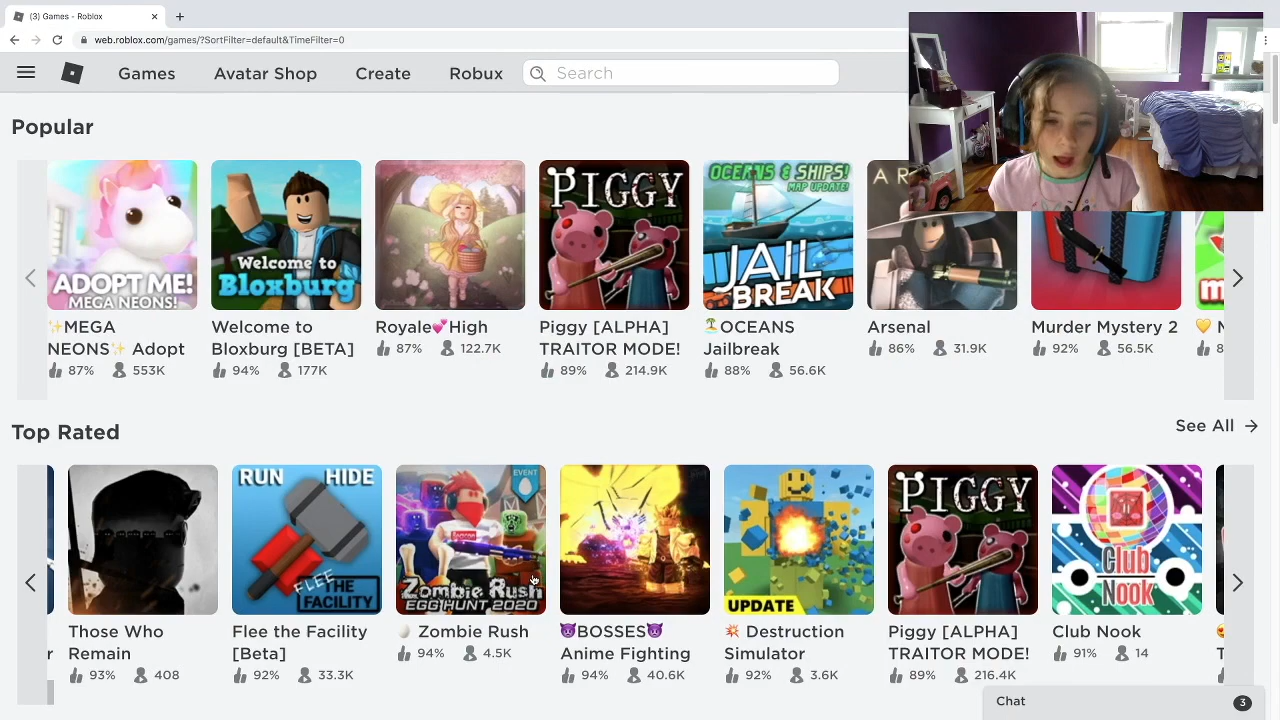 (3) Games - Roblox
web.roblox.com/games/?SortFilter=default&TimeFilter=0
Games Avatar Shop Create Robux Search
Popular
ADOPT ME!
MEGA NEONS!
Welcome to
Bloxburg
PIGGY
OCEANS & SHIPS!
MAP UPDATE!
JAIL
BREAK
A R
✨MEGA
NEONS✨ Adopt
87% 553K
Welcome to
Bloxburg [BETA]
94% 177K
Royale💕High
87% 122.7K
Piggy [ALPHA]
TRAITOR MODE!
89% 214.9K
🏝️OCEANS
Jailbreak
88% 56.6K
Arsenal
86% 31.9K
Murder Mystery 2
92% 56.5K
💛 M
8
Top Rated
See All →
RUN HIDE
FLEE THE
FACILITY
EVENT
Zombie Rush
EGG HUNT 2020
UPDATE
PIGGY
Club
Nook
r
Those Who
Remain
93% 408
Flee the Facility
[Beta]
92% 33.3K
🥚 Zombie Rush
94% 4.5K
😈BOSSES😈
Anime Fighting
94% 40.6K
💥 Destruction
Simulator
92% 3.6K
Piggy [ALPHA]
TRAITOR MODE!
89% 216.4K
Club Nook
91% 14
T
Chat 3